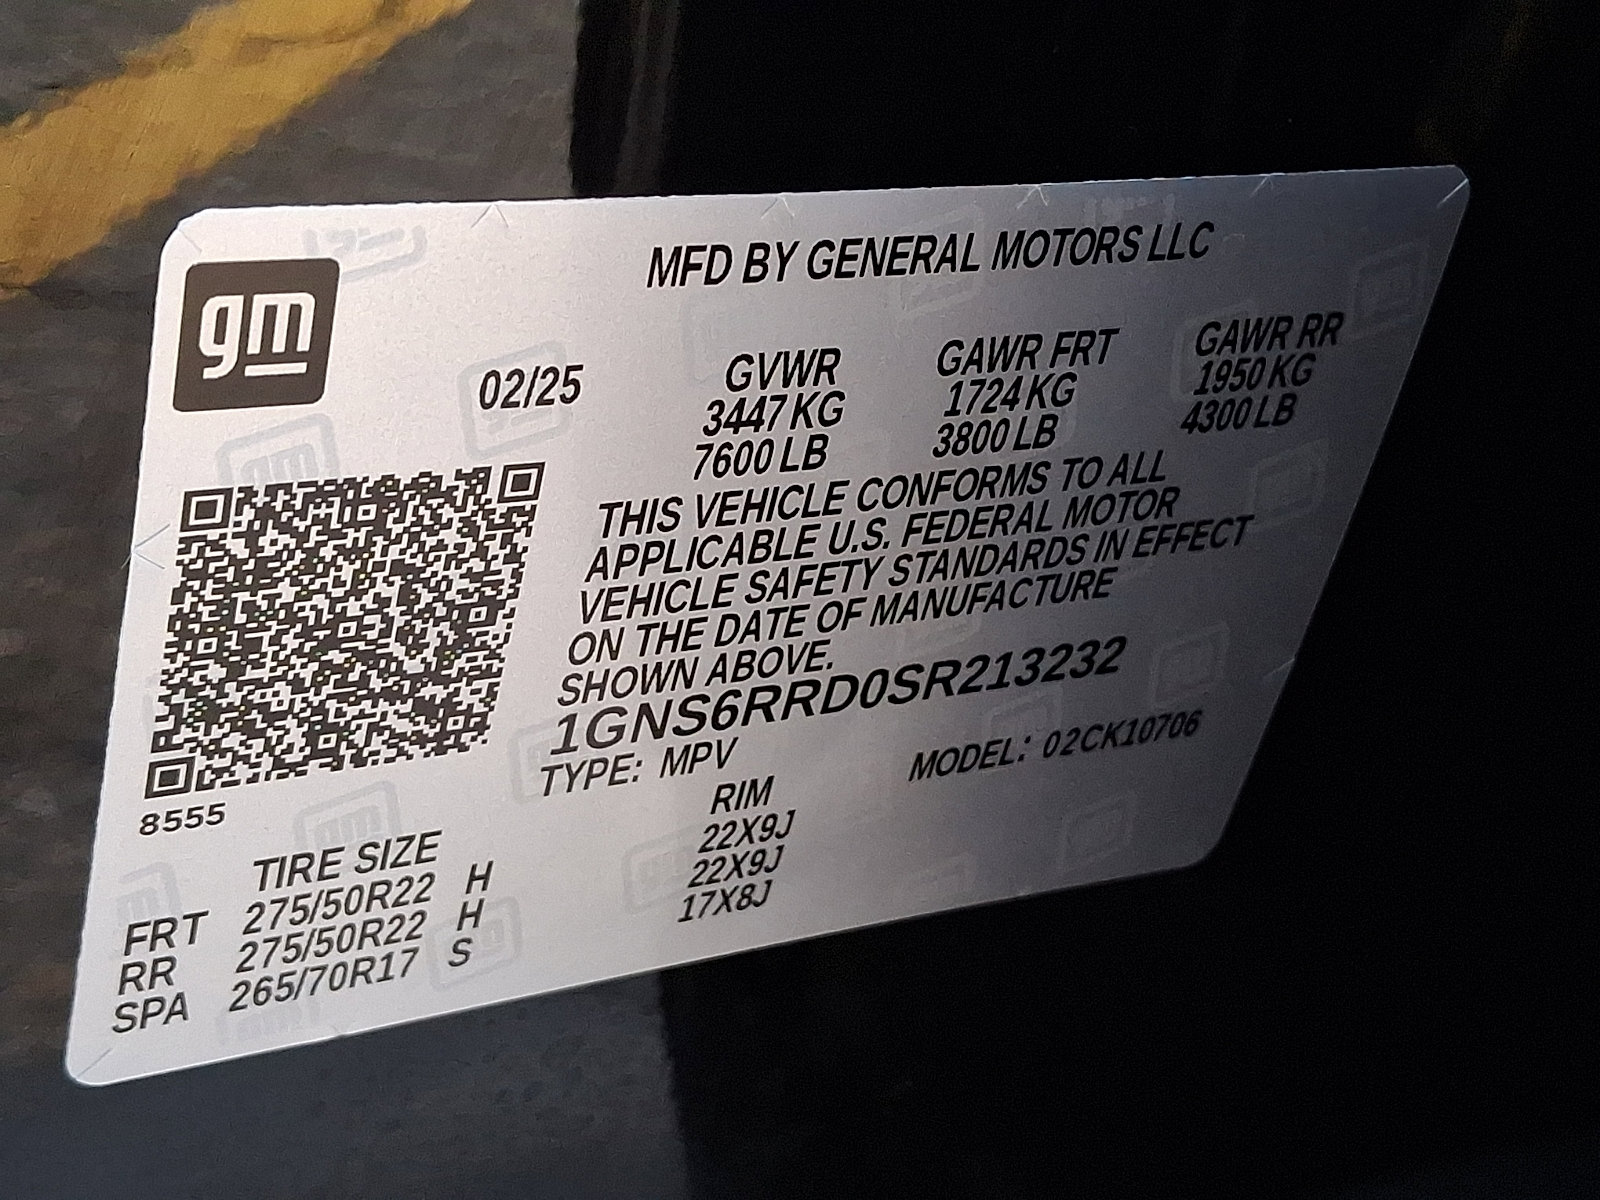 gm
MFD BY GENERAL MOTORS LLC
02/25
GVWR GAWR FRT GAWR RR
3447 KG 1724 KG 1950 KG
7600 LB 3800 LB 4300 LB
THIS VEHICLE CONFORMS TO ALL
APPLICABLE U.S. FEDERAL MOTOR
VEHICLE SAFETY STANDARDS IN EFFECT
ON THE DATE OF MANUFACTURE
SHOWN ABOVE.
1GNS6RRD0SR213232
TYPE: MPV MODEL: 02CK10706
8555
TIRE SIZE RIM
FRT 275/50R22 H 22X9J
RR 275/50R22 H 22X9J
SPA 265/70R17 S 17X8J